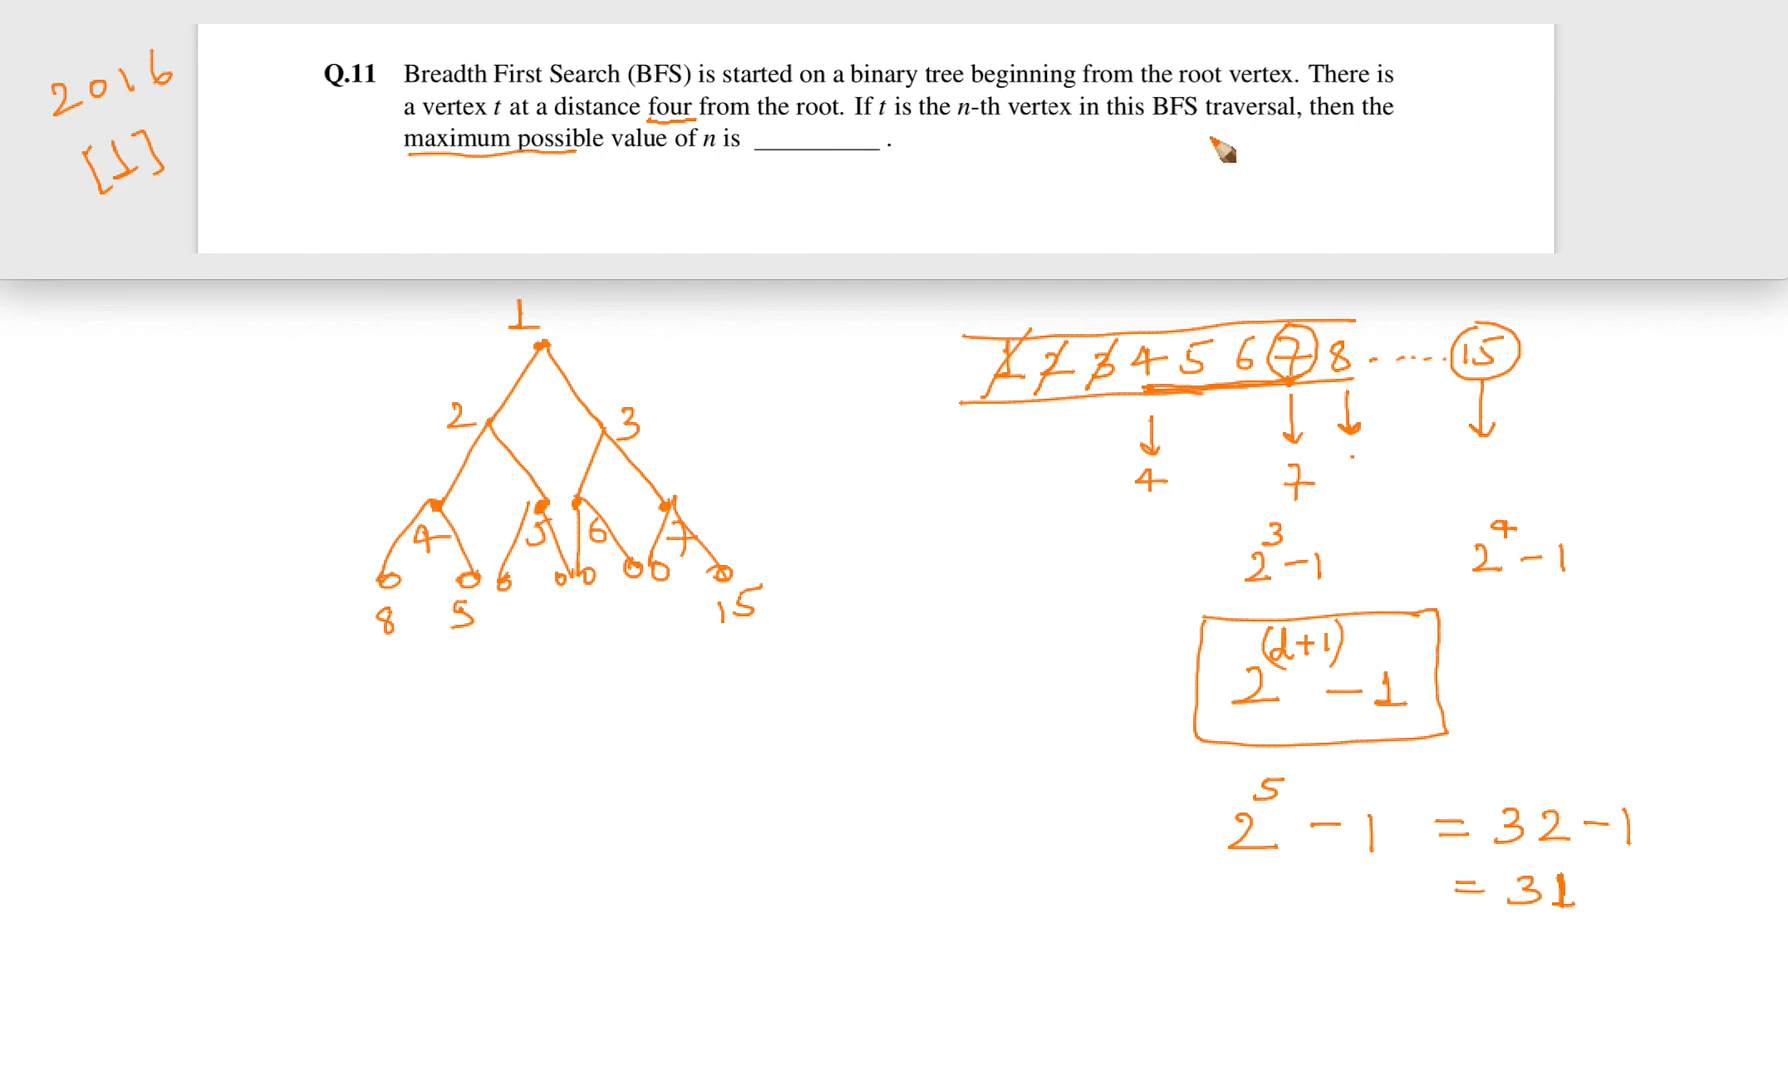 2016
[1]
Q.11 Breadth First Search (BFS) is started on a binary tree beginning from the root vertex. There is
a vertex t at a distance four from the root. If t is the n-th vertex in this BFS traversal, then the
maximum possible value of n is __________ .
1
2 3
4 5 6 7
8 5 15
1 2 3 4 5 6 7 8 ....... 15
4 7
2^3 - 1 2^4 - 1
2^(d+1) - 1
2^5 - 1 = 32 - 1
= 31